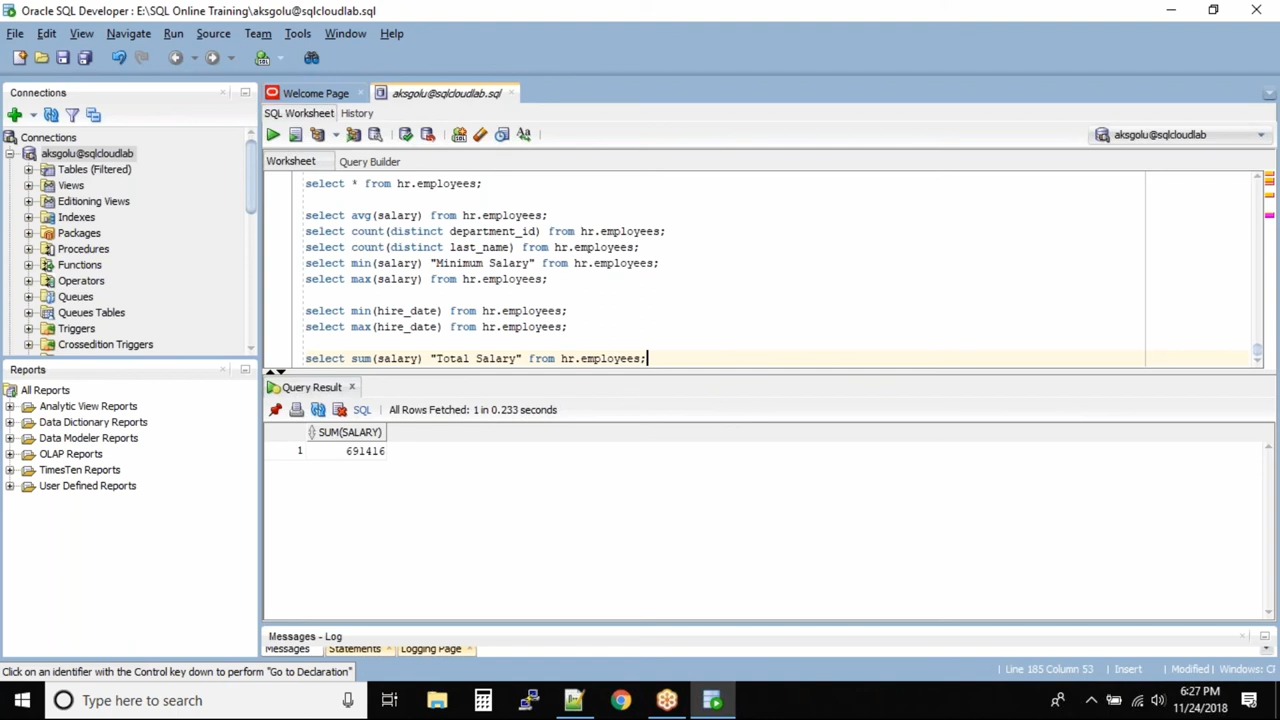 Oracle SQL Developer : E:\SQL Online Training\aksgolu@sqlcloudlab.sql
File Edit View Navigate Run Source Team Tools Window Help
Connections
Welcome Page
aksgolu@sqlcloudlab.sql
SQL Worksheet History
aksgolu@sqlcloudlab
Worksheet Query Builder
Connections
aksgolu@sqlcloudlab
Tables (Filtered)
Views
Editioning Views
Indexes
Packages
Procedures
Functions
Operators
Queues
Queues Tables
Triggers
Crossedition Triggers
select * from hr.employees;
select avg(salary) from hr.employees;
select count(distinct department_id) from hr.employees;
select count(distinct last_name) from hr.employees;
select min(salary) "Minimum Salary" from hr.employees;
select max(salary) from hr.employees;
select min(hire_date) from hr.employees;
select max(hire_date) from hr.employees;
select sum(salary) "Total Salary" from hr.employees;
Reports
All Reports
Analytic View Reports
Data Dictionary Reports
Data Modeler Reports
OLAP Reports
TimesTen Reports
User Defined Reports
Query Result
SQL | All Rows Fetched: 1 in 0.233 seconds
SUM(SALARY)
1 691416
Messages - Log
Messages Statements Logging Page
Click on an identifier with the Control key down to perform "Go to Declaration"
Line 185 Column 53 Insert Modified Windows: CI
Type here to search
6:27 PM
11/24/2018